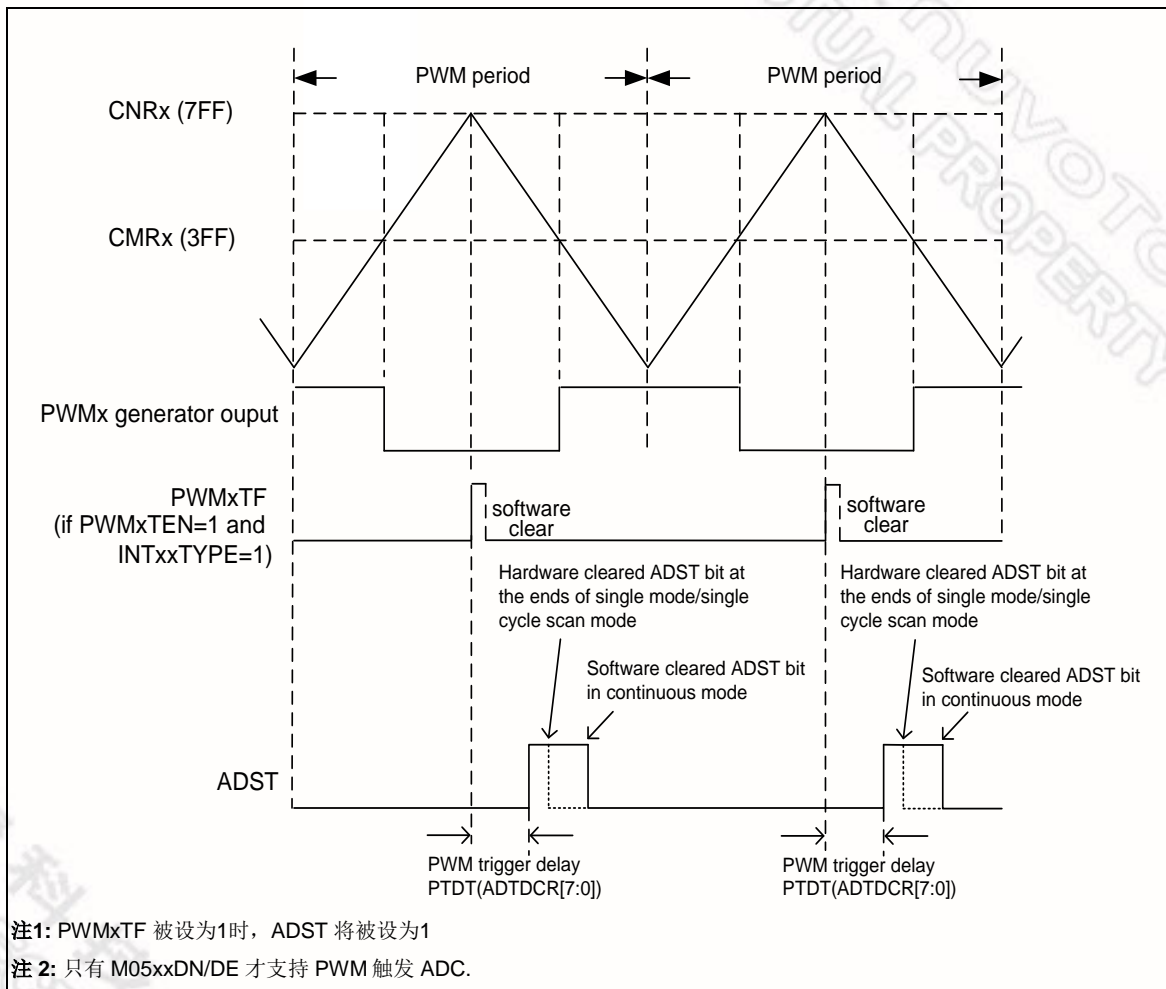 PWM period
PWM period
CNRx (7FF)
CMRx (3FF)
PWMx generator ouput
PWMxTF
(if PWMxTEN=1 and
INTxxTYPE=1)
software
clear
software
clear
Hardware cleared ADST bit at
the ends of single mode/single
cycle scan mode
Hardware cleared ADST bit at
the ends of single mode/single
cycle scan mode
Software cleared ADST bit
in continuous mode
Software cleared ADST bit
in continuous mode
ADST
PWM trigger delay
PTDT(ADTDCR[7:0])
PWM trigger delay
PTDT(ADTDCR[7:0])
注1: PWMxTF 被设为1时，ADST 将被设为1
注 2: 只有 M05xxDN/DE 才支持 PWM 触发 ADC.